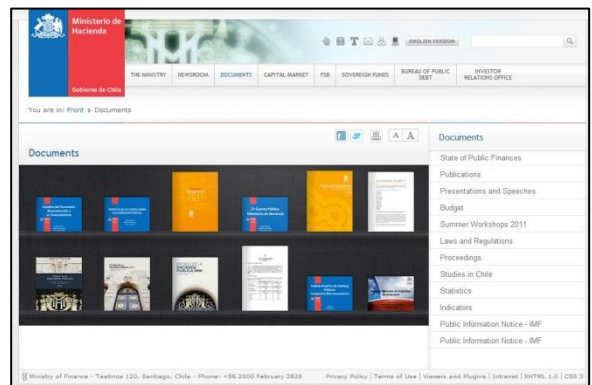 Ministerio de
Hacienda
Gobierno de Chile
ENGLISH VERSION
THE MINISTRY
NEWSROOM
DOCUMENTS
CAPITAL MARKET
FSB
SOVEREIGN FUNDS
BUREAU OF PUBLIC
DEBT
INVESTOR
RELATIONS OFFICE
You are in: Front > Documents
A A
Documents
Documents
State of Public Finances
Publications
Presentations and Speeches
Budget
Summer Workshops 2011
Laws and Regulations
Proceedings
Studies in Chile
Statistics
Indicators
Public Information Notice - IMF
Public Information Notice - IMF
HACIENDA
PUBLICA
Ministry of Finance - Teatinos 120, Santiago, Chile - Phone: +56 2000 February 2828
Privacy Policy | Terms of Use | Viewers and Plugins | Intranet | XHTML 1.0 | CSS 3